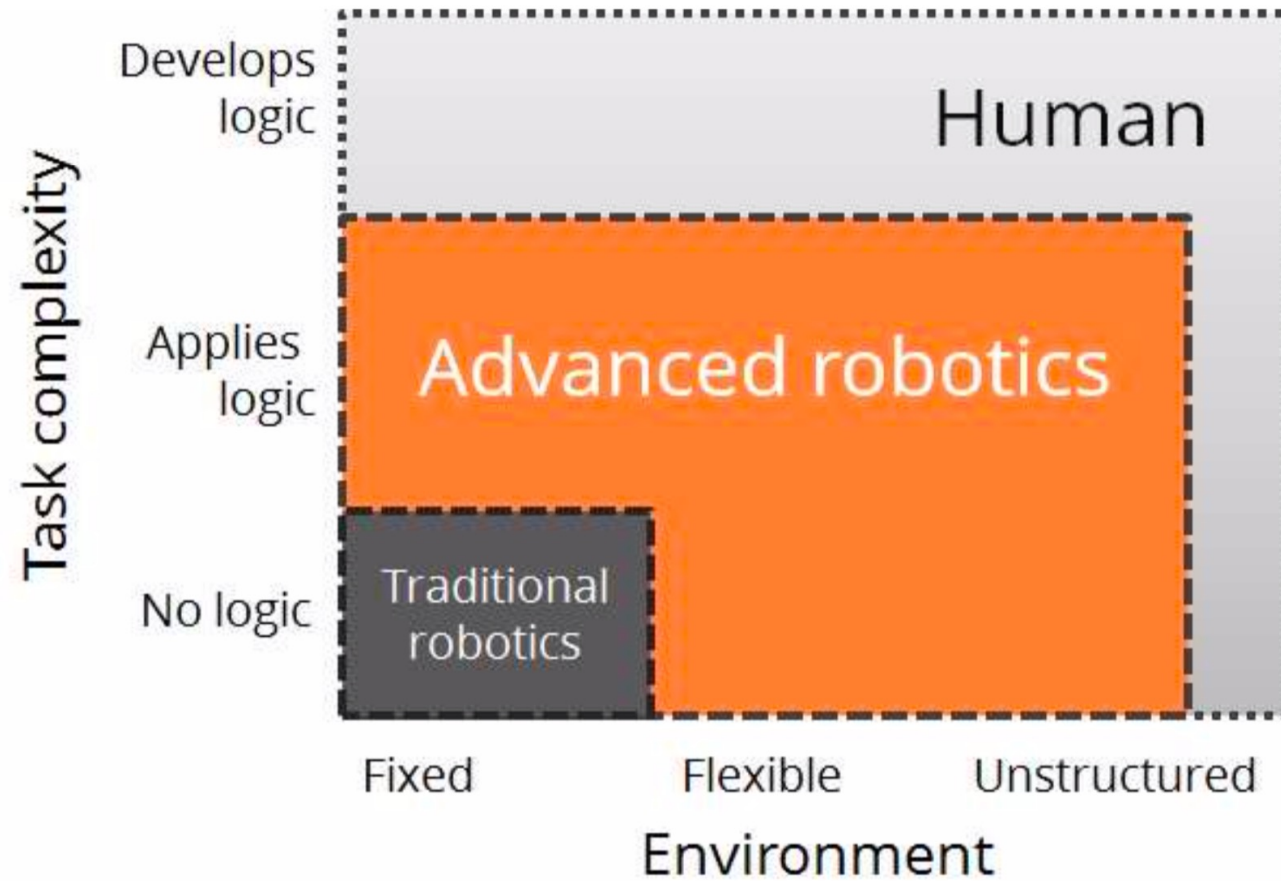 Task complexity
Develops
logic
Human
Applies
logic
Advanced robotics
No logic
Traditional
robotics
Fixed
Flexible
Unstructured
Environment